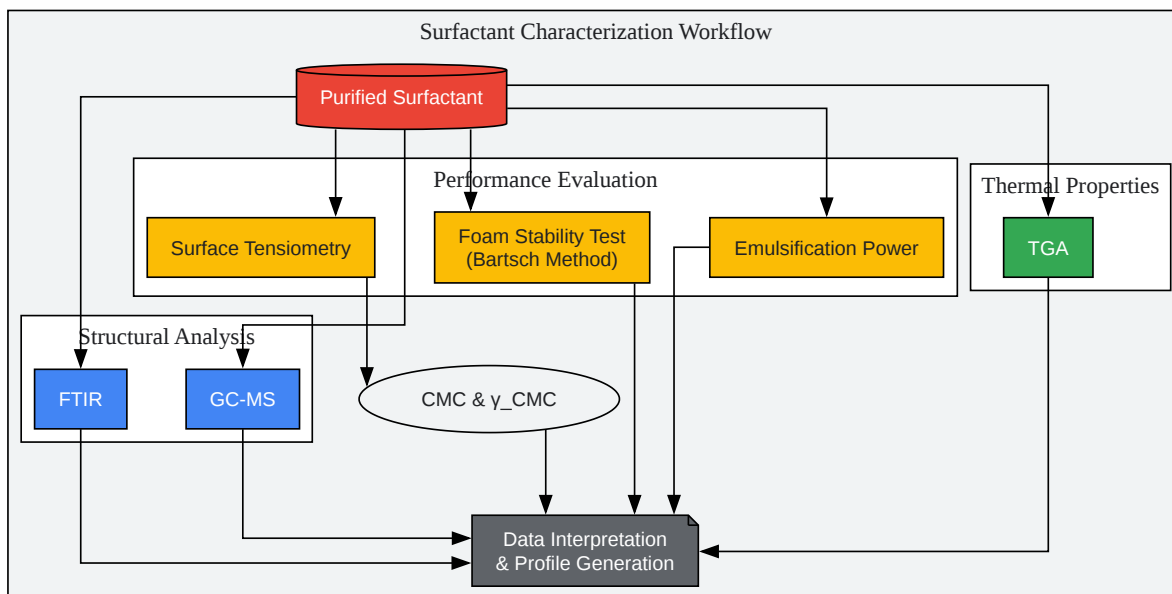 Surfactant Characterization Workflow
Purified Surfactant
Performance Evaluation
Thermal Properties
Surface Tensiometry
Foam Stability Test
(Bartsch Method)
Emulsification Power
TGA
Structural Analysis
FTIR
GC-MS
CMC & γ_CMC
Data Interpretation
& Profile Generation